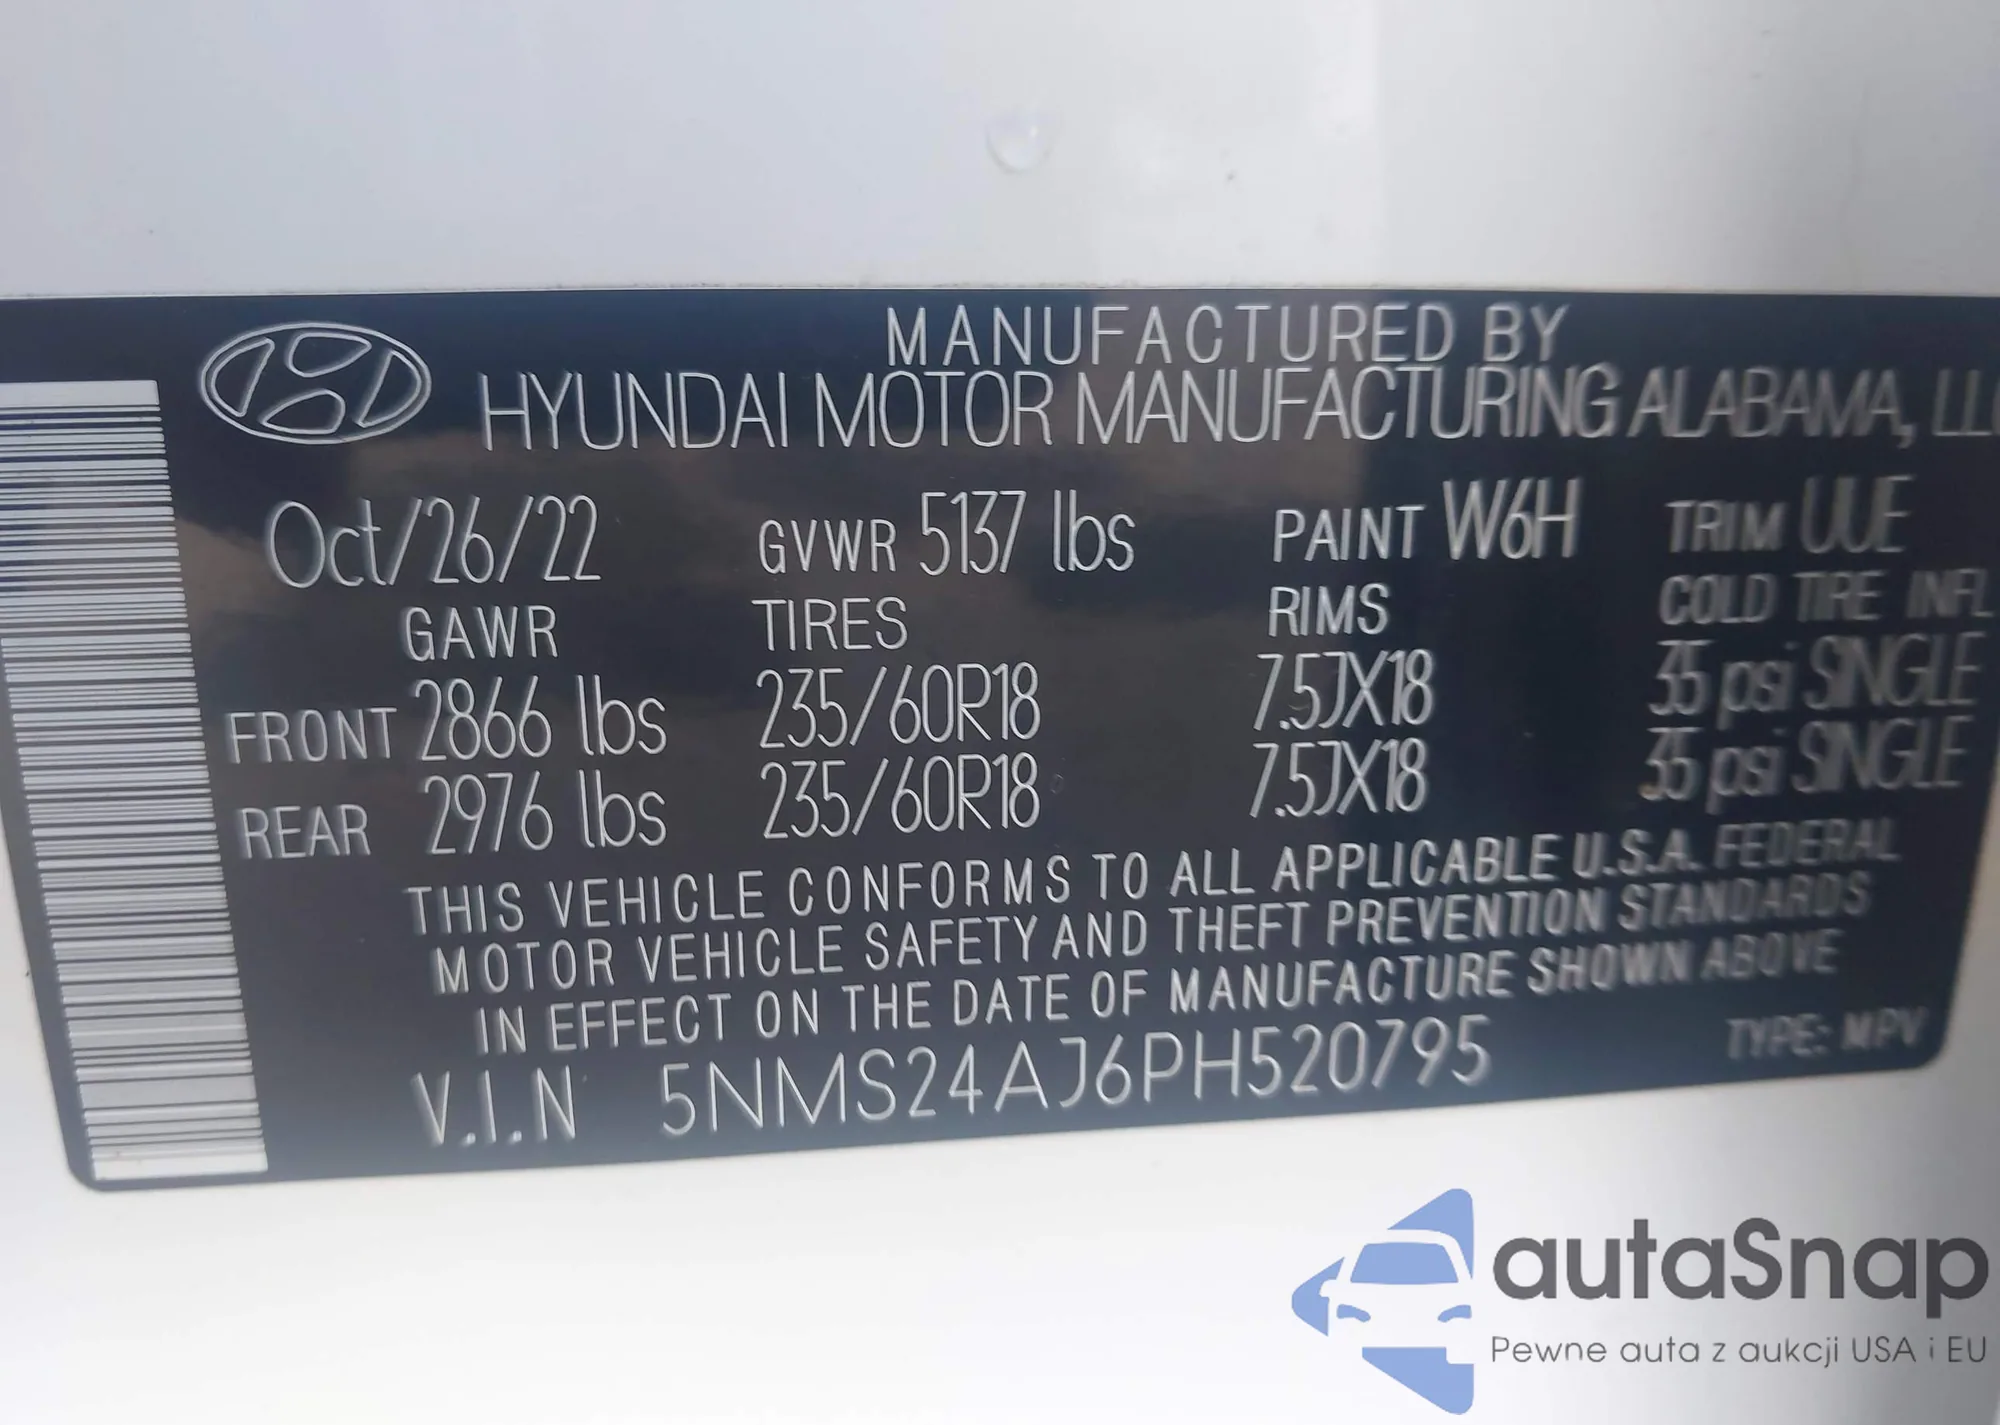 MANUFACTURED BY
HYUNDAI MOTOR MANUFACTURING ALABAMA, LLC
Oct/26/22 GVWR 5137 lbs PAINT W6H TRIM UUE
GAWR TIRES RIMS COLD TIRE INFL
FRONT 2866 lbs 235/60R18 7.5JX18 35 psi SINGLE
REAR 2976 lbs 235/60R18 7.5JX18 35 psi SINGLE
THIS VEHICLE CONFORMS TO ALL APPLICABLE U.S.A. FEDERAL
MOTOR VEHICLE SAFETY AND THEFT PREVENTION STANDARDS
IN EFFECT ON THE DATE OF MANUFACTURE SHOWN ABOVE
V.I.N 5NMS24AJ6PH520795 TYPE: MPV
autaSnap
Pewne auta z aukcji USA i EU